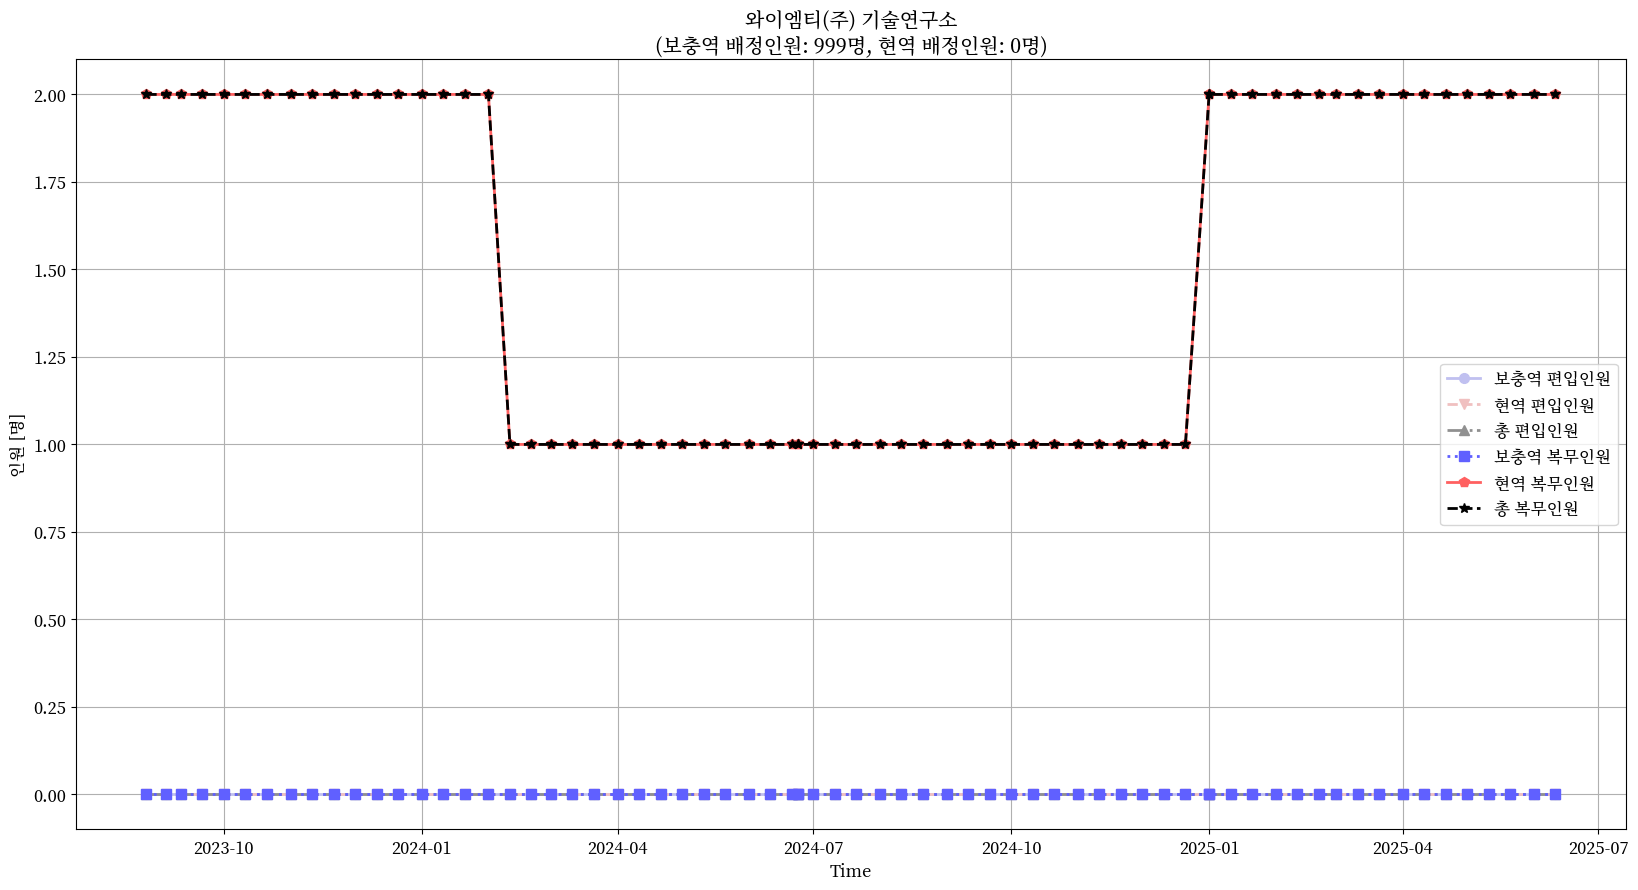 와이엠티(주) 기술연구소
(보충역 배정인원: 999명, 현역 배정인원: 0명)
2.00
1.75
1.50
1.25
1.00
0.75
0.50
0.25
0.00
인원 [명]
보충역 편입인원
현역 편입인원
총 편입인원
보충역 복무인원
현역 복무인원
총 복무인원
2023-10
2024-01
2024-04
2024-07
2024-10
2025-01
2025-04
2025-07
Time